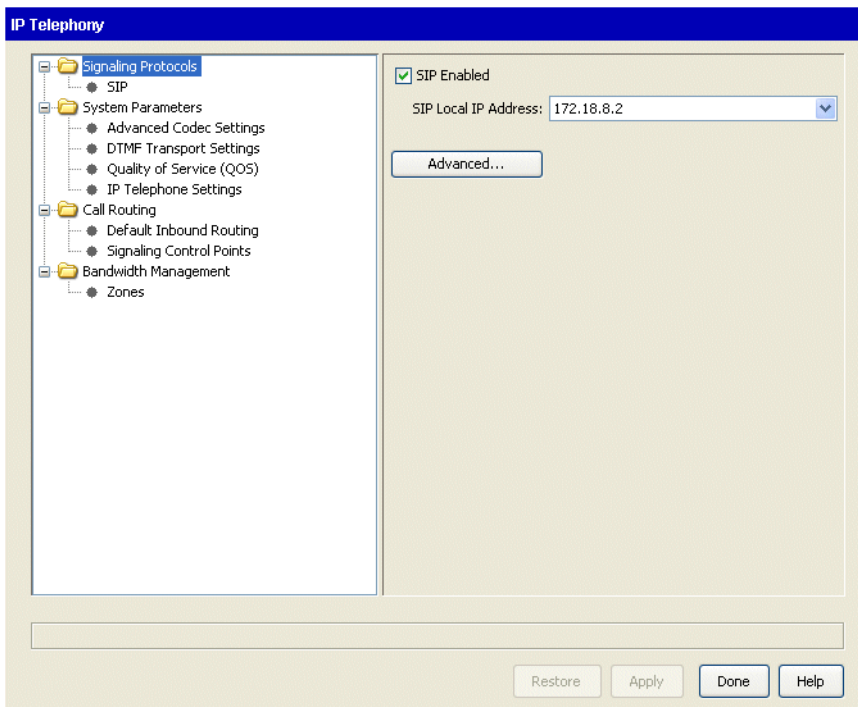 IP Telephony
Signaling Protocols
SIP
System Parameters
Advanced Codec Settings
DTMF Transport Settings
Quality of Service (QOS)
IP Telephone Settings
Call Routing
Default Inbound Routing
Signaling Control Points
Bandwidth Management
Zones
SIP Enabled
SIP Local IP Address: 172.18.8.2
Advanced...
Restore Apply Done Help